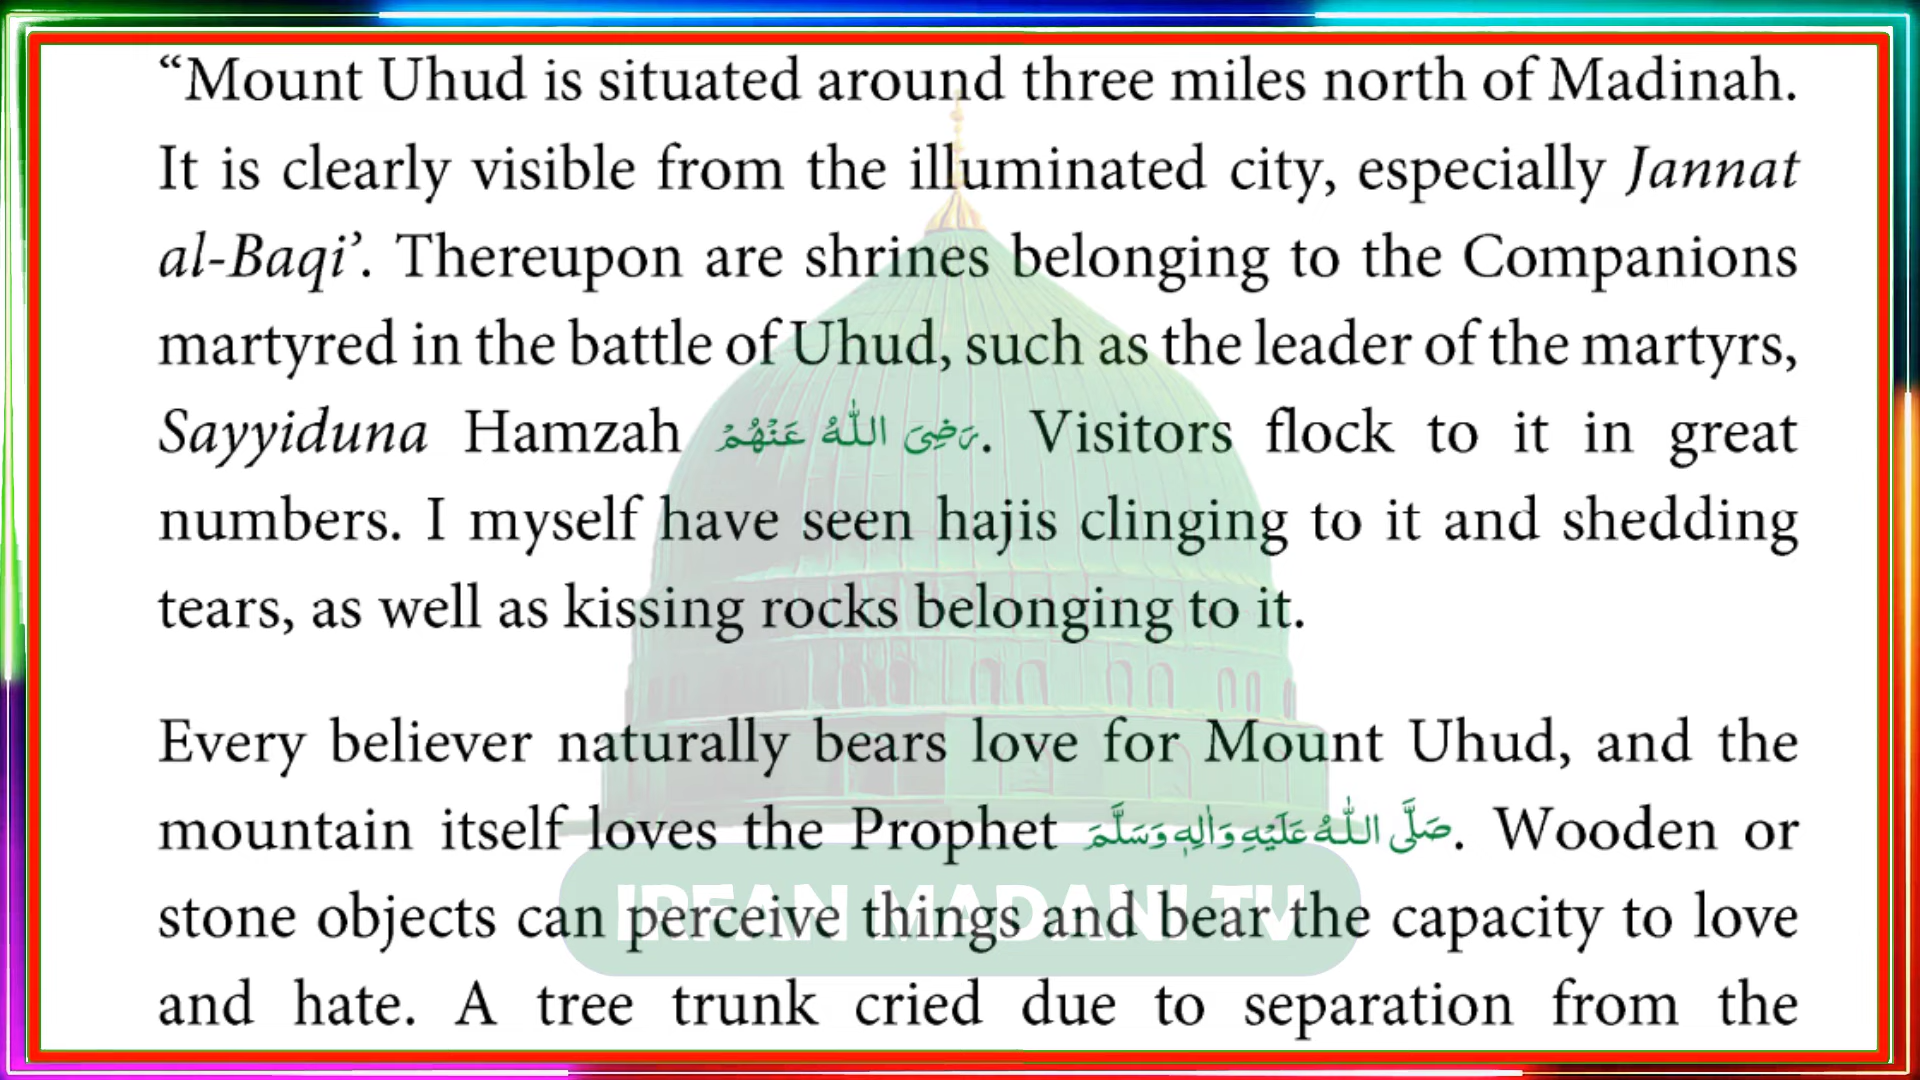 “Mount Uhud is situated around three miles north of Madinah.
It is clearly visible from the illuminated city, especially Jannat
al-Baqi’. Thereupon are shrines belonging to the Companions
martyred in the battle of Uhud, such as the leader of the martyrs,
Sayyiduna Hamzah رَضِیَ اللّٰهُ عَنْهُمْ. Visitors flock to it in great
numbers. I myself have seen hajis clinging to it and shedding
tears, as well as kissing rocks belonging to it.
Every believer naturally bears love for Mount Uhud, and the
mountain itself loves the Prophet صَلَّى اللّٰهُ عَلَيْهِ وَاٰلِهٖ وَسَلَّمَ. Wooden or
stone objects can perceive things and bear the capacity to love
IRFAN MADANI TV
and hate. A tree trunk cried due to separation from the